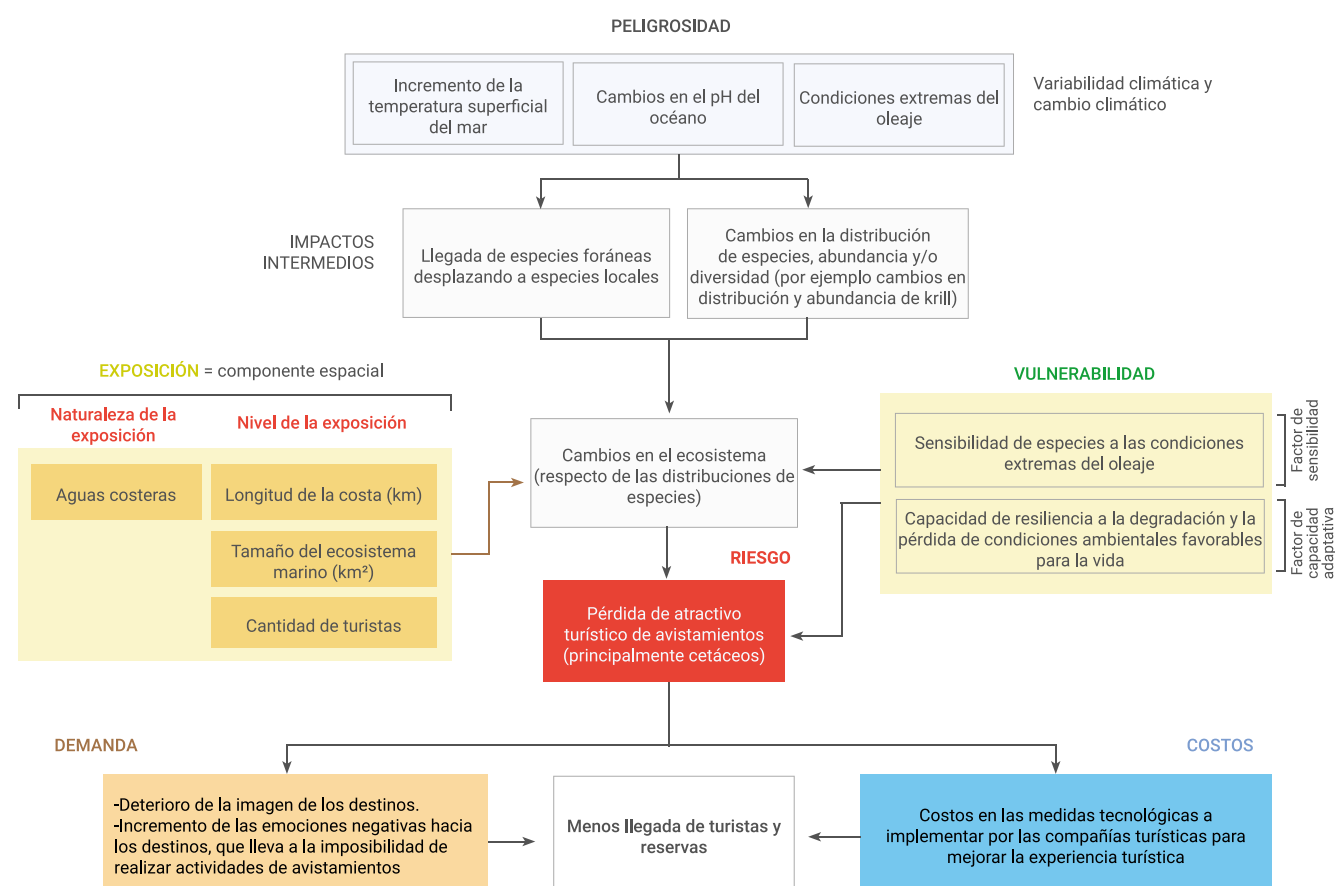 PELIGROSIDAD
Incremento de la
temperatura superficial
del mar
Cambios en el pH del
océano
Condiciones extremas del
oleaje
Variabilidad climática y
cambio climático
IMPACTOS
INTERMEDIOS
Llegada de especies foráneas
desplazando a especies locales
Cambios en la distribución
de especies, abundancia y/o
diversidad (por ejemplo cambios en
distribución y abundancia de krill)
EXPOSICIÓN = componente espacial
Naturaleza de la
exposición
Nivel de la exposición
Aguas costeras
Longitud de la costa (km)
Tamaño del ecosistema
marino (km²)
Cantidad de turistas
Cambios en el ecosistema
(respecto de las distribuciones de
especies)
VULNERABILIDAD
Sensibilidad de especies a las condiciones
extremas del oleaje
Factor de
sensibilidad
Capacidad de resiliencia a la degradación y la
pérdida de condiciones ambientales favorables
para la vida
Factor de
capacidad
adaptativa
RIESGO
Pérdida de atractivo
turístico de avistamientos
(principalmente cetáceos)
DEMANDA
-Deterioro de la imagen de los destinos.
-Incremento de las emociones negativas hacia
los destinos, que lleva a la imposibilidad de
realizar actividades de avistamientos
Menos llegada de turistas y
reservas
COSTOS
Costos en las medidas tecnológicas a
implementar por las compañías turísticas para
mejorar la experiencia turística